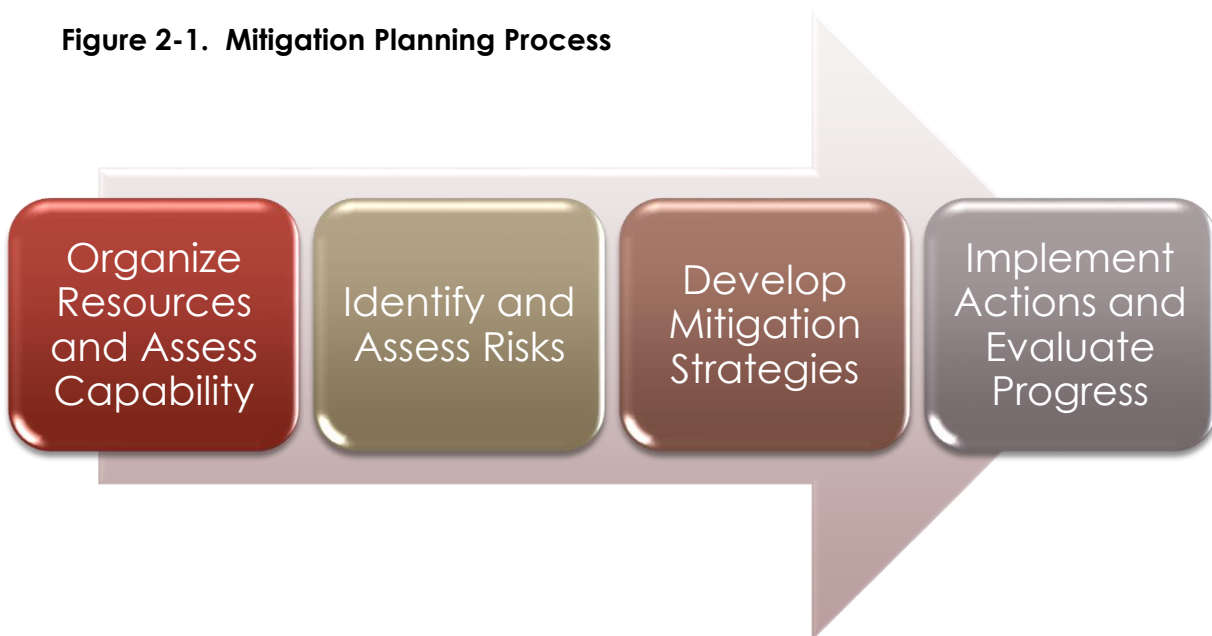 Figure 2-1. Mitigation Planning Process
Organize
Resources
and Assess
Capability
Identify and
Assess Risks
Develop
Mitigation
Strategies
Implement
Actions and
Evaluate
Progress